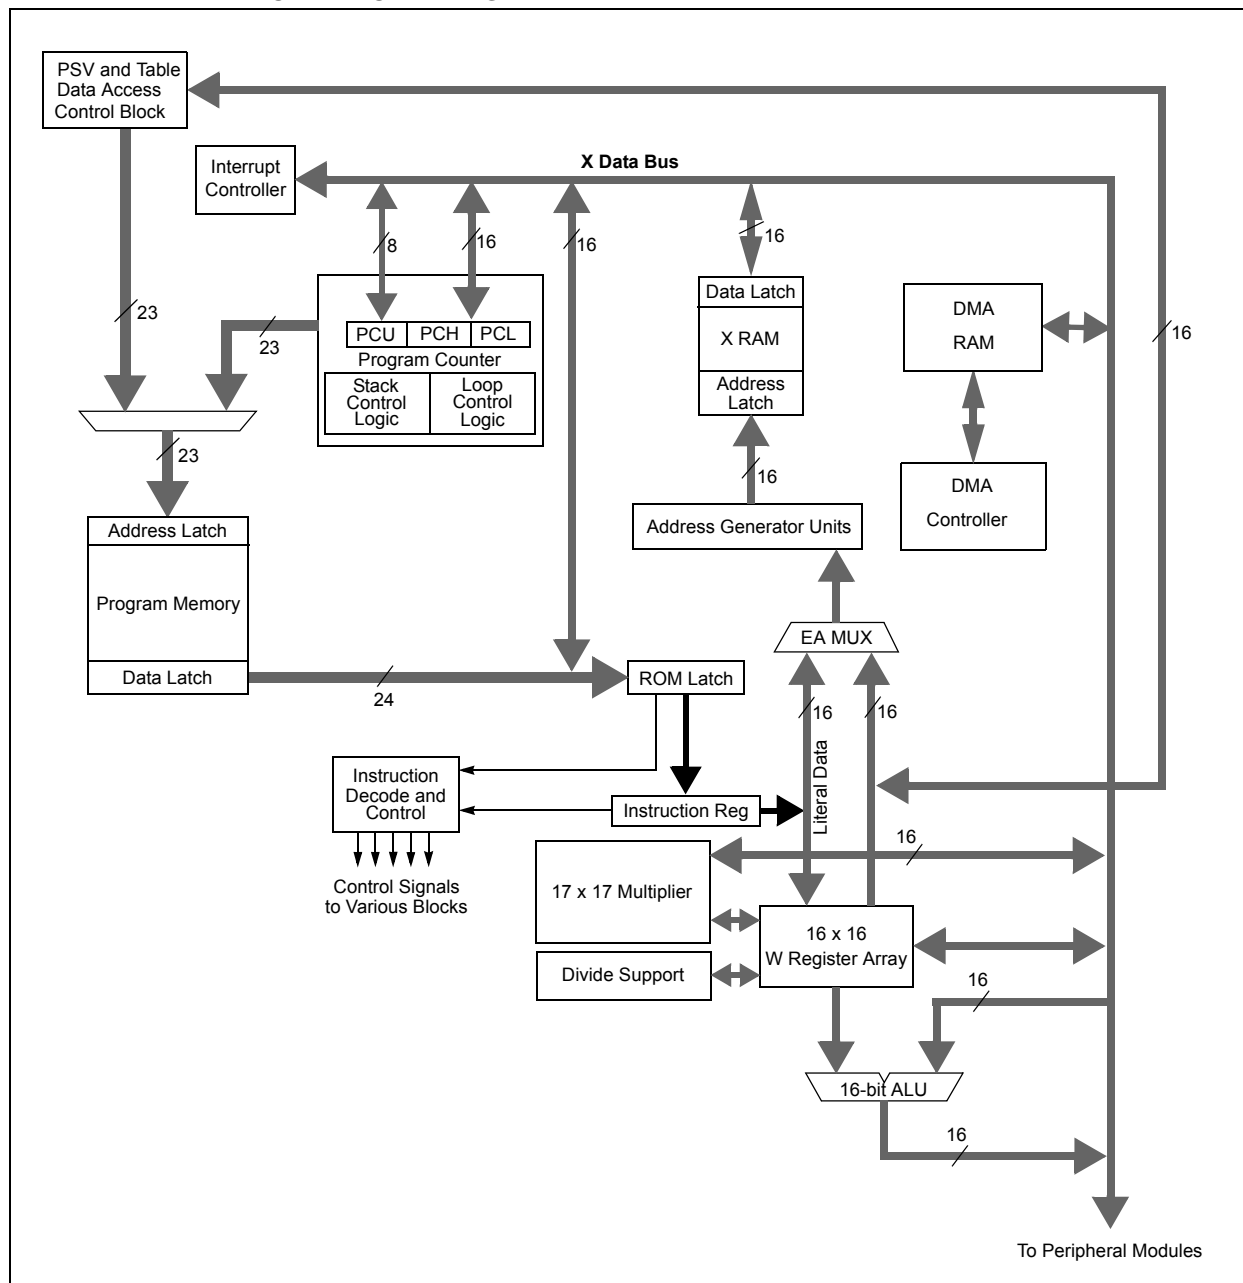 PSV and Table
Data Access
Control Block
Interrupt
Controller
X Data Bus
8
16
16
16
23
23
16
PCU
PCH
PCL
Program Counter
Stack
Control
Logic
Loop
Control
Logic
Data Latch
X RAM
Address
Latch
DMA
RAM
23
16
DMA
Controller
Address Generator Units
Address Latch
Program Memory
Data Latch
24
EA MUX
ROM Latch
16
16
Literal Data
Instruction
Decode and
Control
Instruction Reg
Control Signals
to Various Blocks
16
17 x 17 Multiplier
16 x 16
W Register Array
Divide Support
16
16-bit ALU
16
To Peripheral Modules